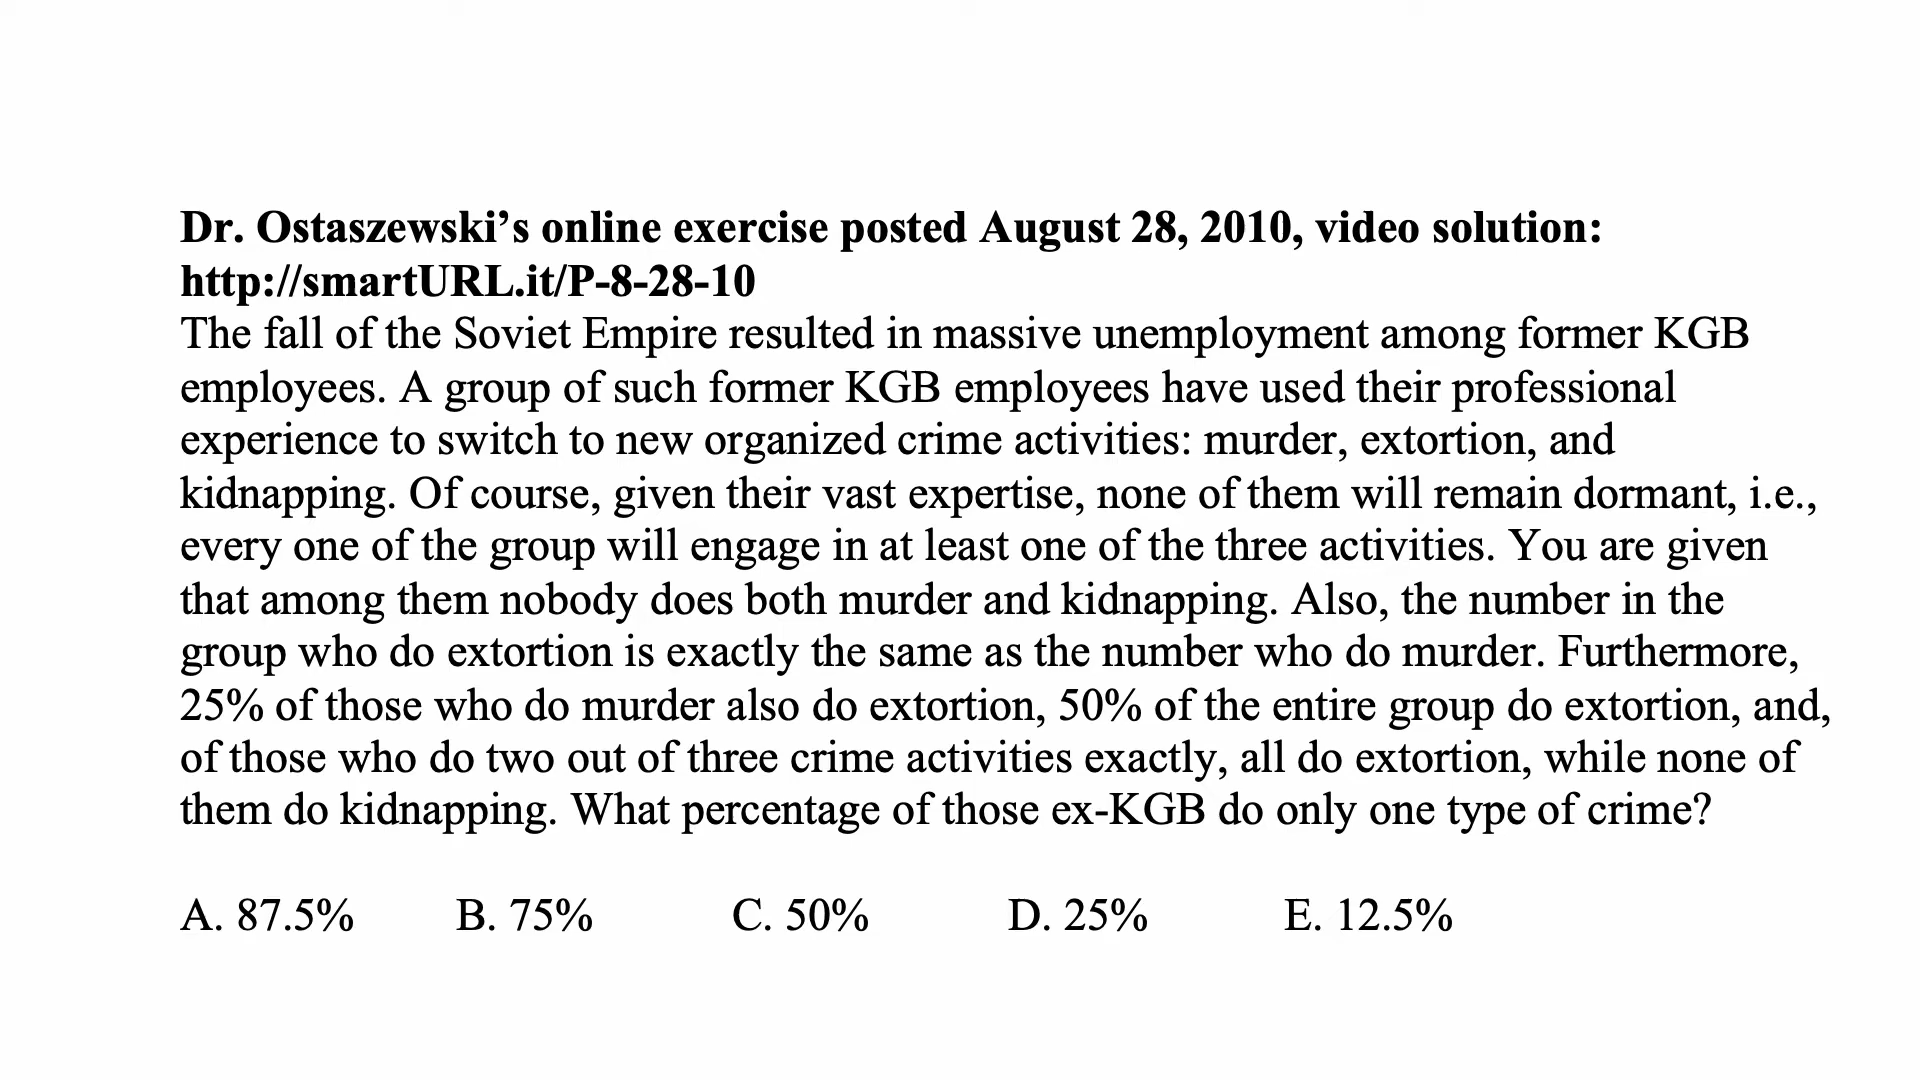 Dr. Ostaszewski’s online exercise posted August 28, 2010, video solution:
http://smartURL.it/P-8-28-10
The fall of the Soviet Empire resulted in massive unemployment among former KGB
employees. A group of such former KGB employees have used their professional
experience to switch to new organized crime activities: murder, extortion, and
kidnapping. Of course, given their vast expertise, none of them will remain dormant, i.e.,
every one of the group will engage in at least one of the three activities. You are given
that among them nobody does both murder and kidnapping. Also, the number in the
group who do extortion is exactly the same as the number who do murder. Furthermore,
25% of those who do murder also do extortion, 50% of the entire group do extortion, and,
of those who do two out of three crime activities exactly, all do extortion, while none of
them do kidnapping. What percentage of those ex-KGB do only one type of crime?
A. 87.5% B. 75% C. 50% D. 25% E. 12.5%